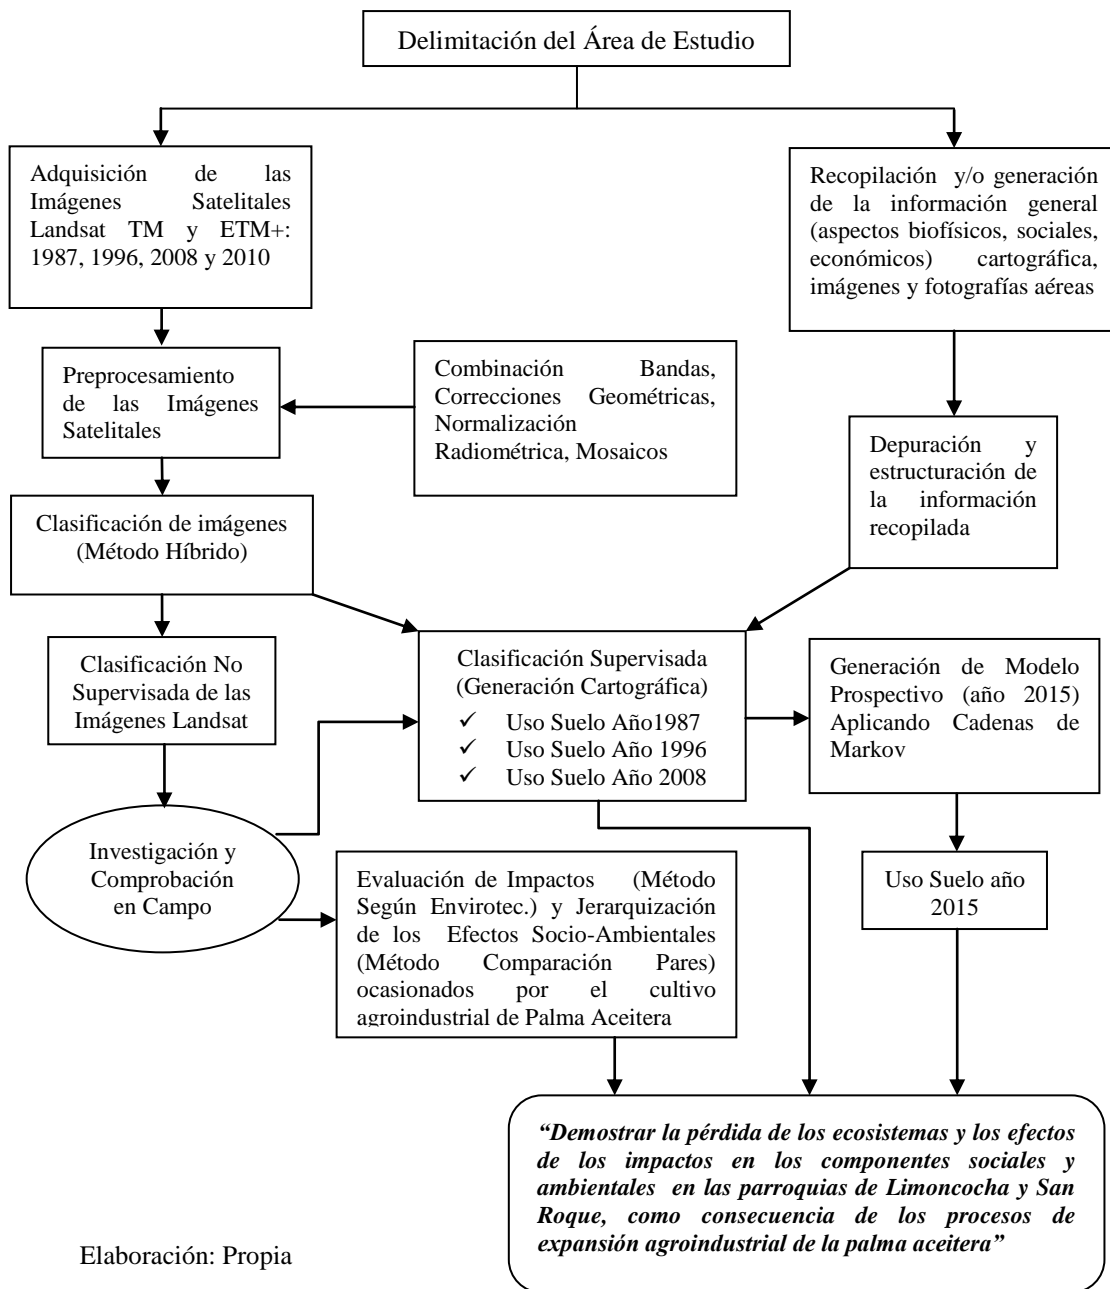 Delimitación del Área de Estudio
Adquisición de las
Imágenes Satelitales
Landsat TM y ETM+:
1987, 1996, 2008 y 2010
Recopilación y/o generación
de la información general
(aspectos biofísicos, sociales,
económicos) cartográfica,
imágenes y fotografías aéreas
Preprocesamiento
de las Imágenes
Satelitales
Combinación Bandas,
Correcciones Geométricas,
Normalización
Radiométrica, Mosaicos
Depuración y
estructuración de
la información
recopilada
Clasificación de imágenes
(Método Híbrido)
Clasificación No
Supervisada de las
Imágenes Landsat
Clasificación Supervisada
(Generación Cartográfica)
✓ Uso Suelo Año1987
✓ Uso Suelo Año 1996
✓ Uso Suelo Año 2008
Generación de Modelo
Prospectivo (año 2015)
Aplicando Cadenas de
Markov
Investigación y
Comprobación
en Campo
Evaluación de Impactos (Método
Según Envirotec.) y Jerarquización
de los Efectos Socio-Ambientales
(Método Comparación Pares)
ocasionados por el cultivo
agroindustrial de Palma Aceitera
Uso Suelo año
2015
“Demostrar la pérdida de los ecosistemas y los efectos
de los impactos en los componentes sociales y
ambientales en las parroquias de Limoncocha y San
Roque, como consecuencia de los procesos de
expansión agroindustrial de la palma aceitera”
Elaboración: Propia